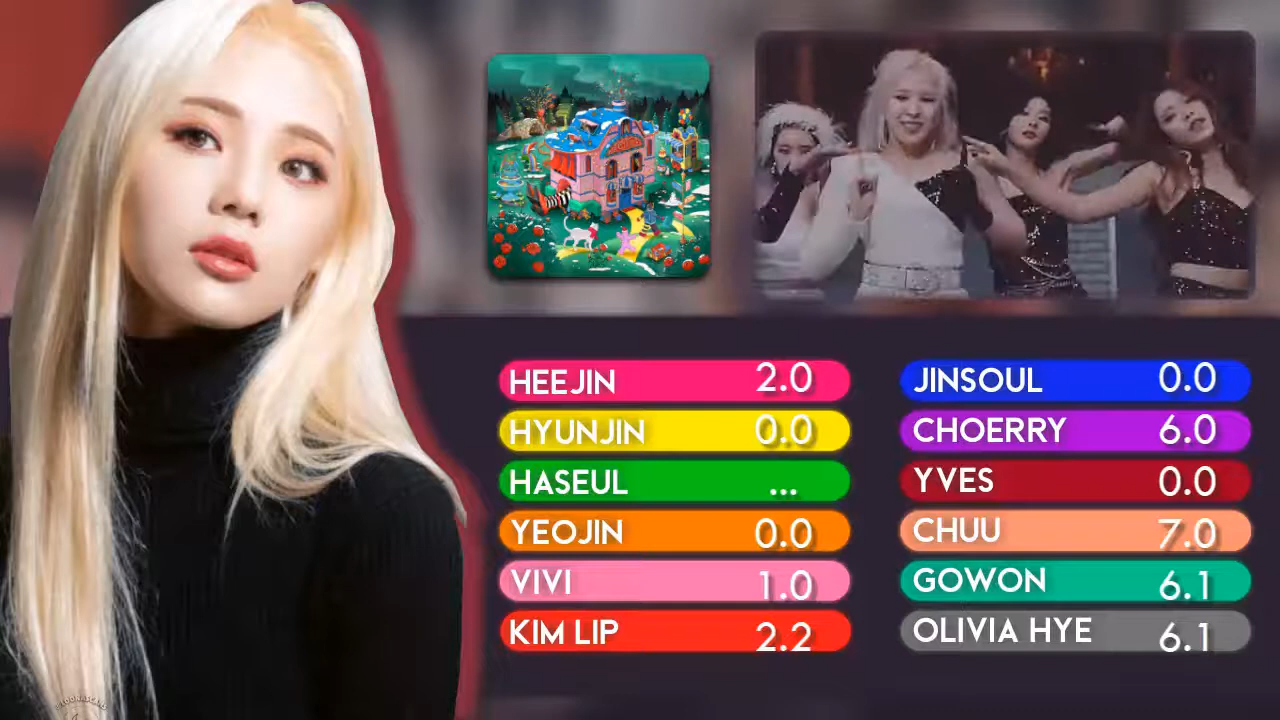 HEEJIN 2.0
HYUNJIN 0.0
HASEUL ...
YEOJIN 0.0
VIVI 1.0
KIM LIP 2.2
JINSOUL 0.0
CHOERRY 6.0
YVES 0.0
CHUU 7.0
GOWON 6.1
OLIVIA HYE 6.1